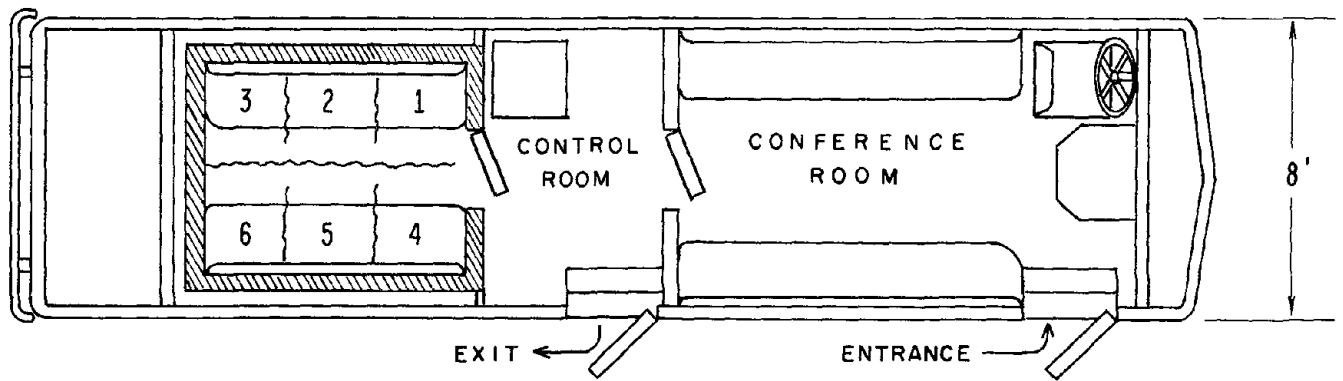 3 2 1
CONTROL
ROOM
CONFERENCE
ROOM
8'
6 5 4
EXIT
ENTRANCE